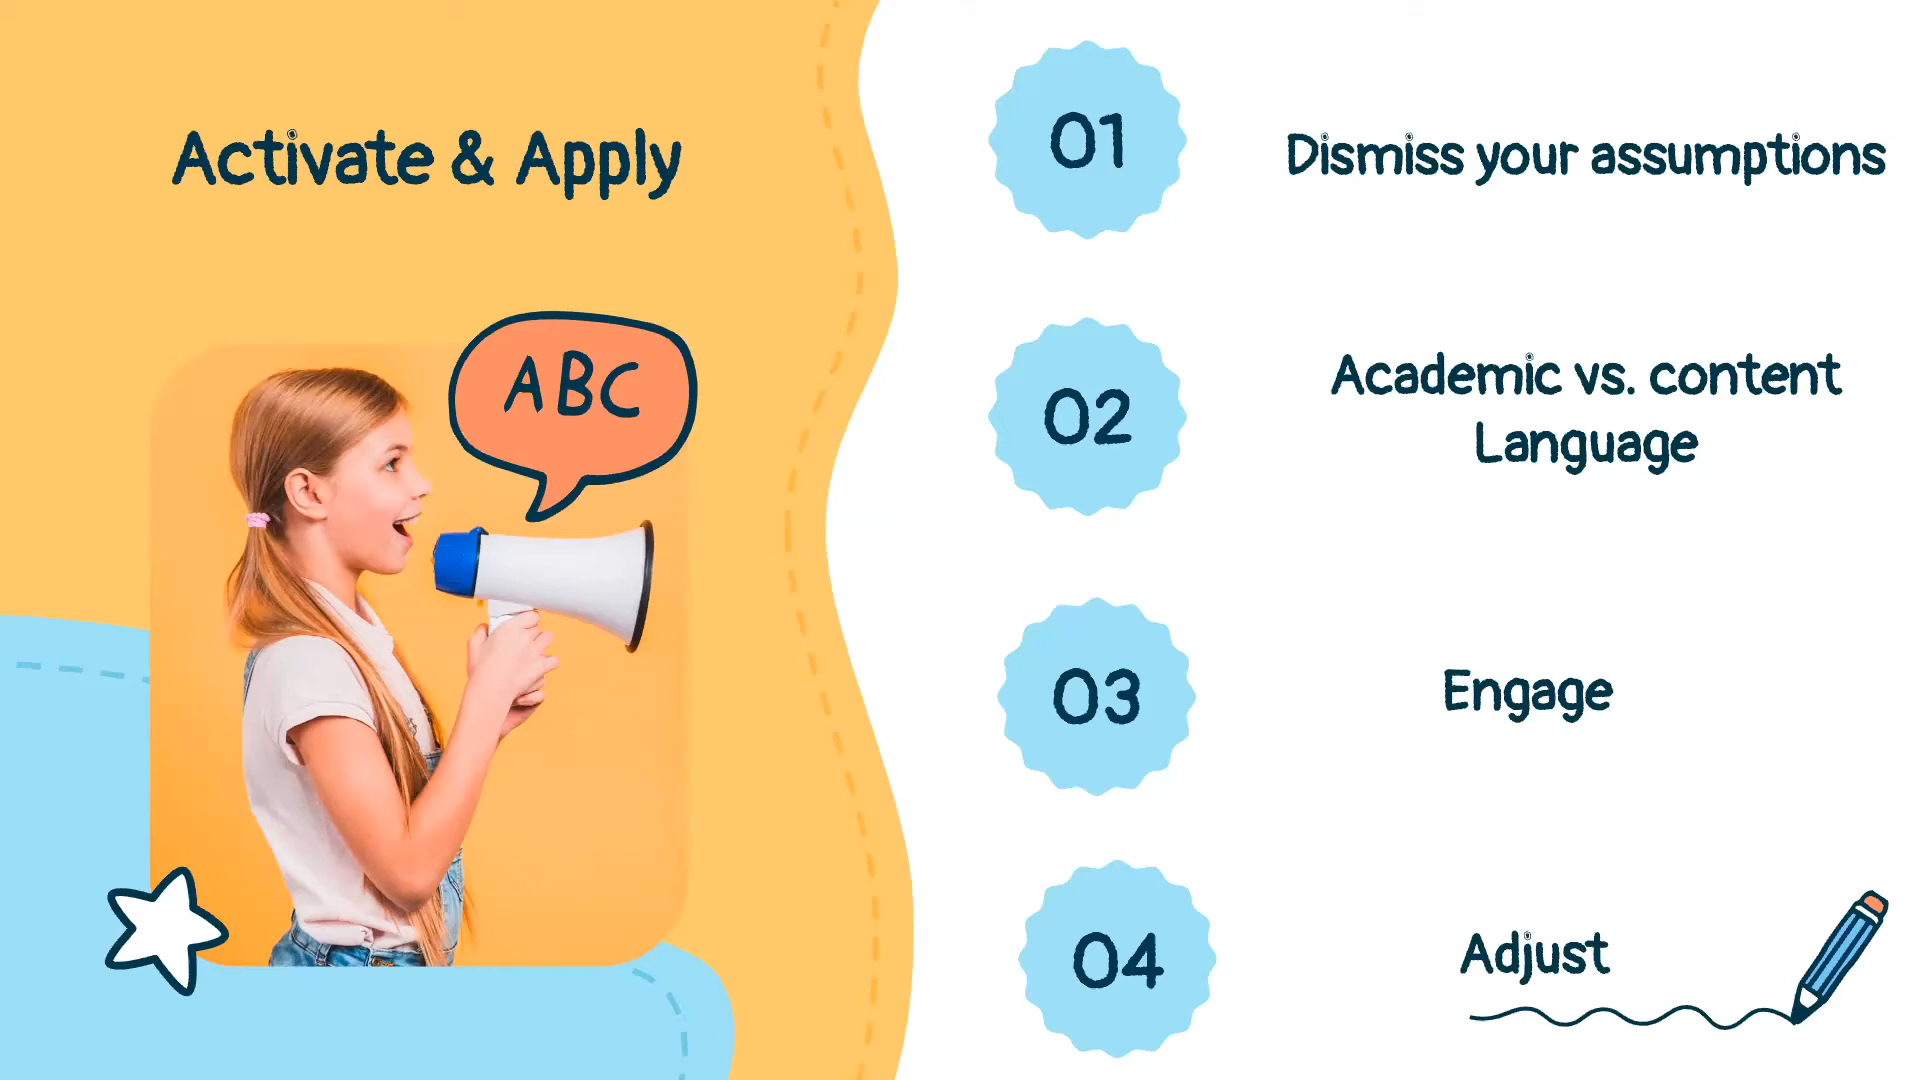 Activate & Apply
ABC
01
Dismiss your assumptions
02
Academic vs. content
Language
03
Engage
04
Adjust